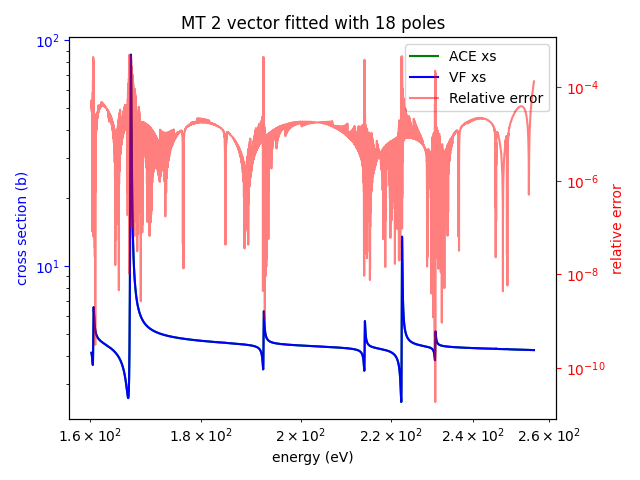 MT 2 vector fitted with 18 poles
ACE xs
VF xs
Relative error
cross section (b)
10²
10¹
relative error
10⁻⁴
10⁻⁶
10⁻⁸
10⁻¹⁰
1.6 × 10² 1.8 × 10² 2 × 10² 2.2 × 10² 2.4 × 10² 2.6 × 10²
energy (eV)